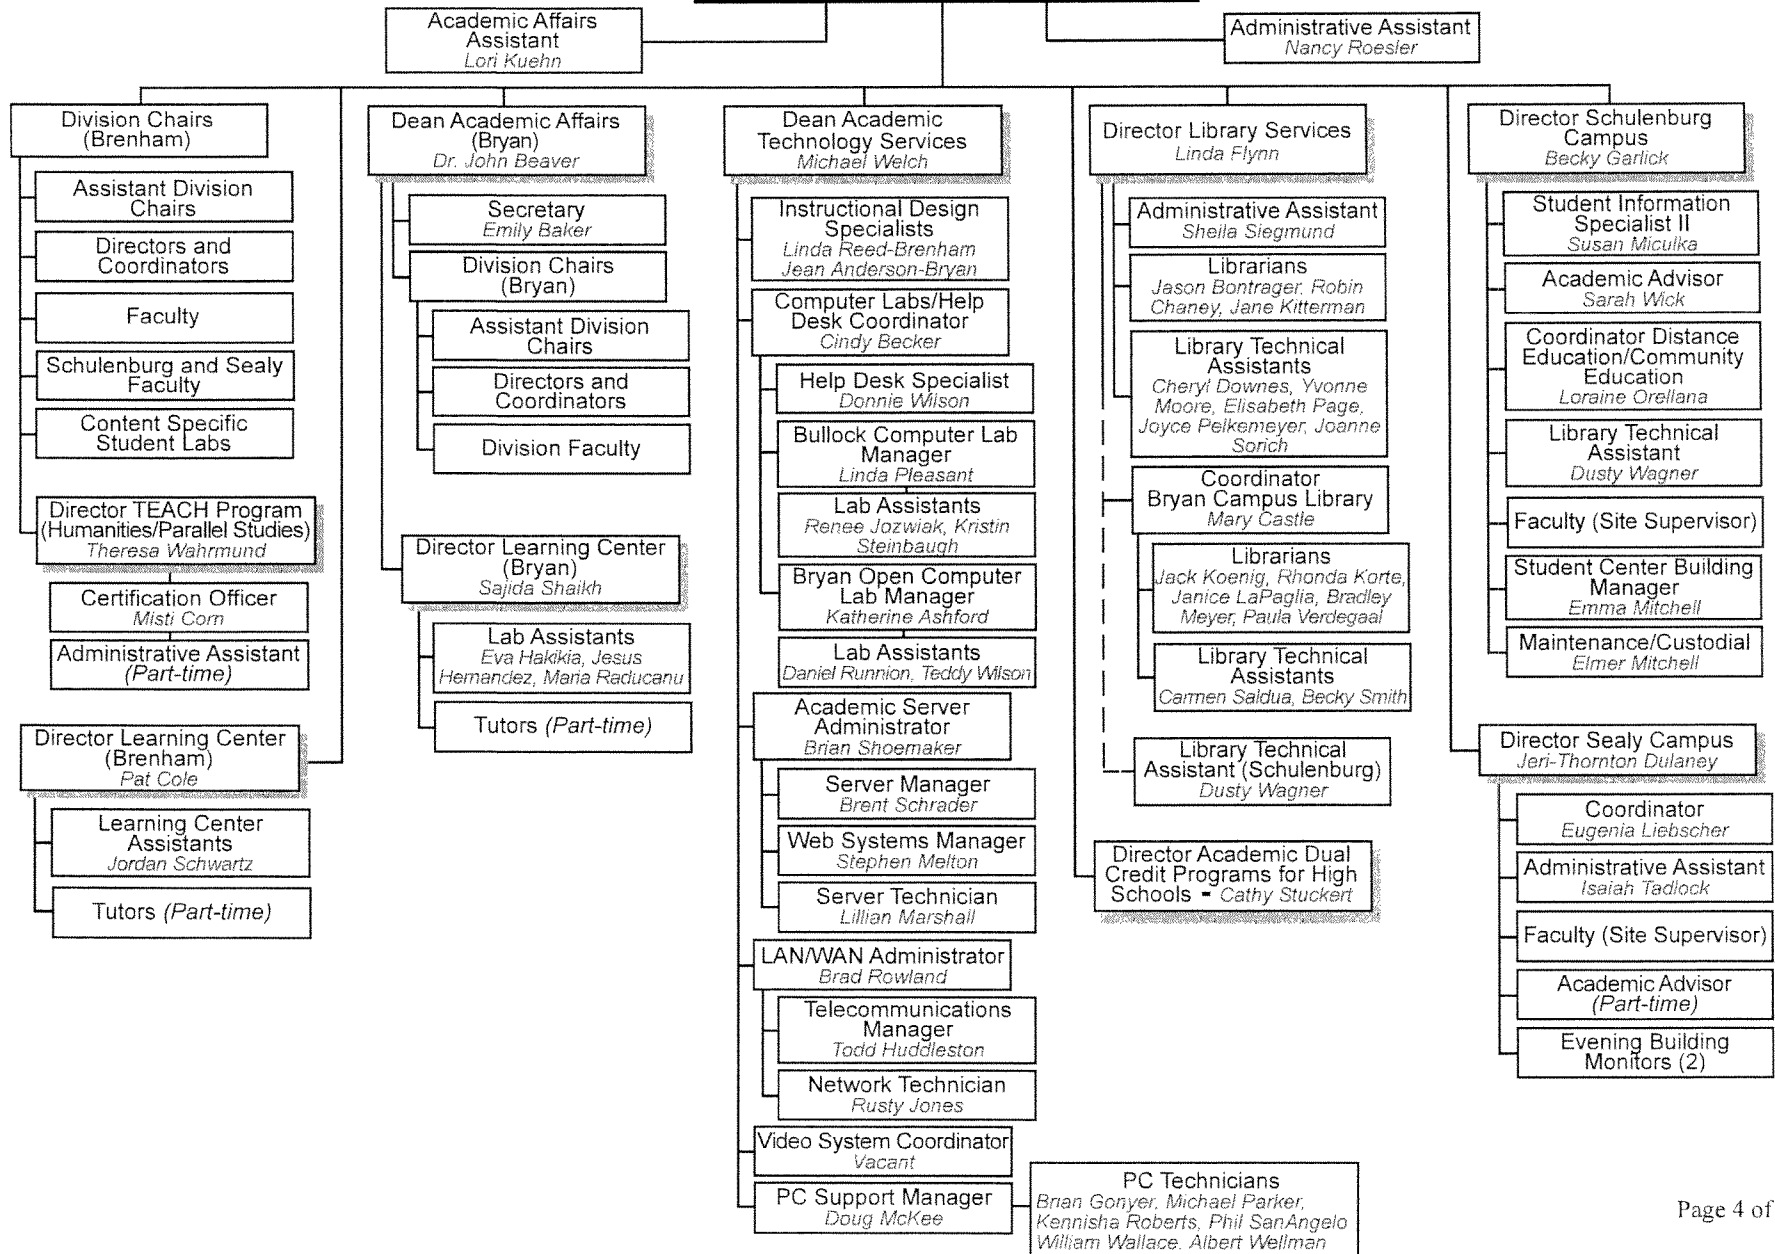 Academic Affairs
Assistant
Lori Kuehn
Administrative Assistant
Nancy Roesler
Division Chairs
(Brenham)
Assistant Division
Chairs
Directors and
Coordinators
Faculty
Schulenburg and Sealy
Faculty
Content Specific
Student Labs
Director TEACH Program
(Humanities/Parallel Studies)
Theresa Wahrmund
Certification Officer
Misti Corn
Administrative Assistant
(Part-time)
Director Learning Center
(Brenham)
Pat Cole
Learning Center
Assistants
Jordan Schwartz
Tutors (Part-time)
Dean Academic Affairs
(Bryan)
Dr. John Beaver
Secretary
Emily Baker
Division Chairs
(Bryan)
Assistant Division
Chairs
Directors and
Coordinators
Division Faculty
Director Learning Center
(Bryan)
Sajida Shaikh
Lab Assistants
Eva Hakikia, Jesus
Hernandez, Maria Raducanu
Tutors (Part-time)
Dean Academic
Technology Services
Michael Welch
Instructional Design
Specialists
Linda Reed-Brenham
Jean Anderson-Bryan
Computer Labs/Help
Desk Coordinator
Cindy Becker
Help Desk Specialist
Donnie Wilson
Bullock Computer Lab
Manager
Linda Pleasant
Lab Assistants
Renee Jozwiak, Kristin
Steinbaugh
Bryan Open Computer
Lab Manager
Katherine Ashford
Lab Assistants
Daniel Runnion, Teddy Wilson
Academic Server
Administrator
Brian Shoemaker
Server Manager
Brent Schrader
Web Systems Manager
Stephen Melton
Server Technician
Lillian Marshall
LAN/WAN Administrator
Brad Rowland
Telecommunications
Manager
Todd Huddleston
Network Technician
Rusty Jones
Video System Coordinator
Vacant
PC Support Manager
Doug McKee
PC Technicians
Brian Gonyer, Michael Parker,
Kennisha Roberts, Phil SanAngelo
William Wallace, Albert Wellman
Director Library Services
Linda Flynn
Administrative Assistant
Sheila Siegmund
Librarians
Jason Bontrager, Robin
Chaney, Jane Kitterman
Library Technical
Assistants
Cheryl Downes, Yvonne
Moore, Elisabeth Page,
Joyce Pelkemeyer, Joanne
Sorich
Coordinator
Bryan Campus Library
Mary Castle
Librarians
Jack Koenig, Rhonda Korte,
Janice LaPaglia, Bradley
Meyer, Paula Verdegaal
Library Technical
Assistants
Carmen Saldua, Becky Smith
Library Technical
Assistant (Schulenburg)
Dusty Wagner
Director Academic Dual
Credit Programs for High
Schools - Cathy Stuckert
Director Schulenburg
Campus
Becky Garlick
Student Information
Specialist II
Susan Miculka
Academic Advisor
Sarah Wick
Coordinator Distance
Education/Community
Education
Loraine Orellana
Library Technical
Assistant
Dusty Wagner
Faculty (Site Supervisor)
Student Center Building
Manager
Emma Mitchell
Maintenance/Custodial
Elmer Mitchell
Director Sealy Campus
Jeri-Thornton Dulaney
Coordinator
Eugenia Liebscher
Administrative Assistant
Isaiah Tadlock
Faculty (Site Supervisor)
Academic Advisor
(Part-time)
Evening Building
Monitors (2)
Page 4 of